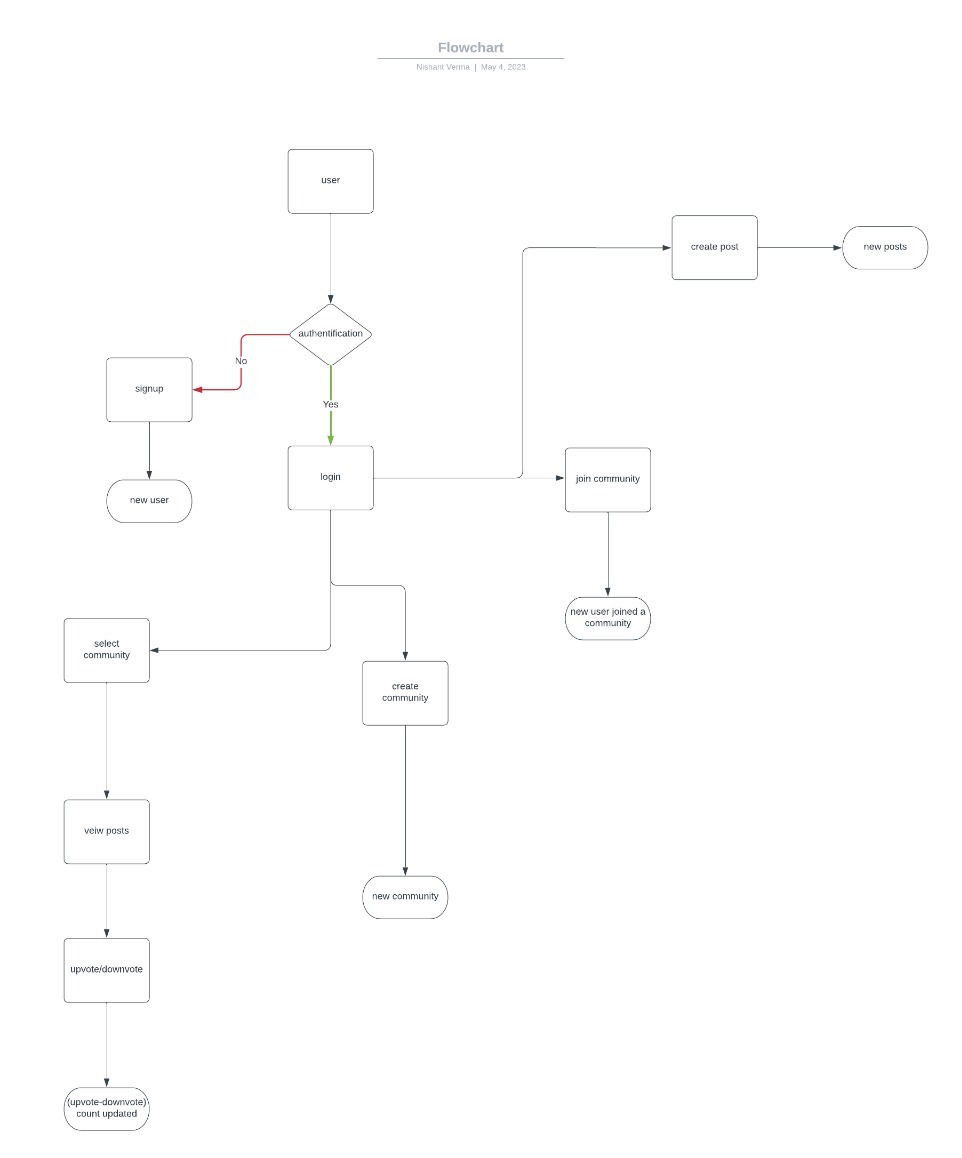 Flowchart
Nishant Verma | May 4, 2023
user
create post
new posts
authentification
No
signup
Yes
login
join community
new user
new user joined a
community
select
community
create
community
veiw posts
new community
upvote/downvote
(upvote-downvote)
count updated